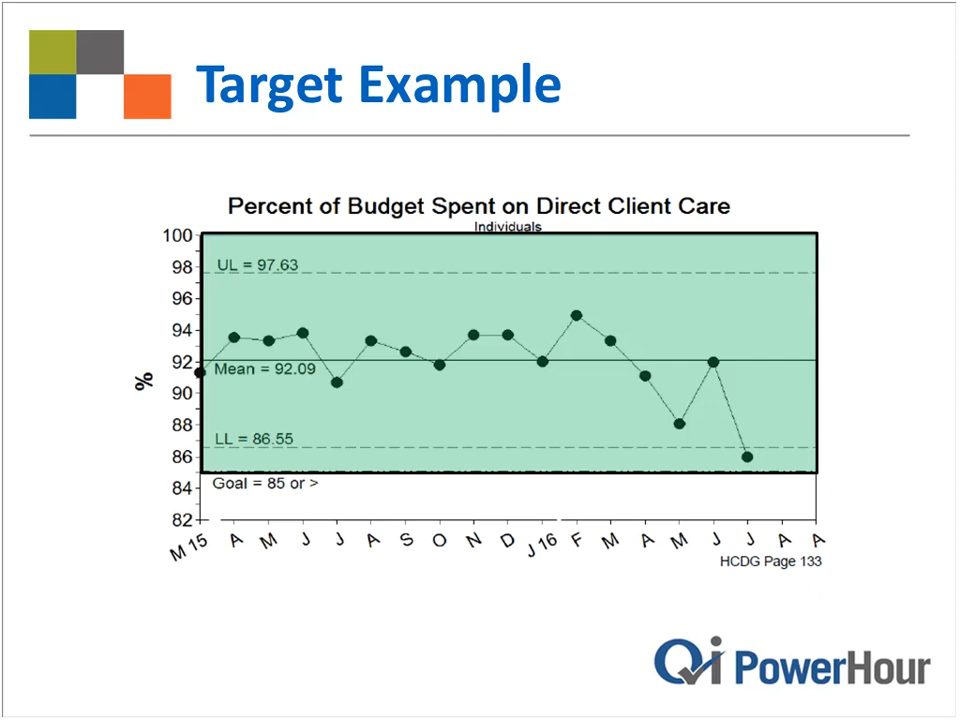 Target Example
Percent of Budget Spent on Direct Client Care
Individuals
100
98
96
94
92
90
88
86
84
82
%
UL = 97.63
Mean = 92.09
LL = 86.55
Goal = 85 or >
M 15 A M J J A S O N D J 16 F M A M J J A A
HCDG Page 133
Qi PowerHour